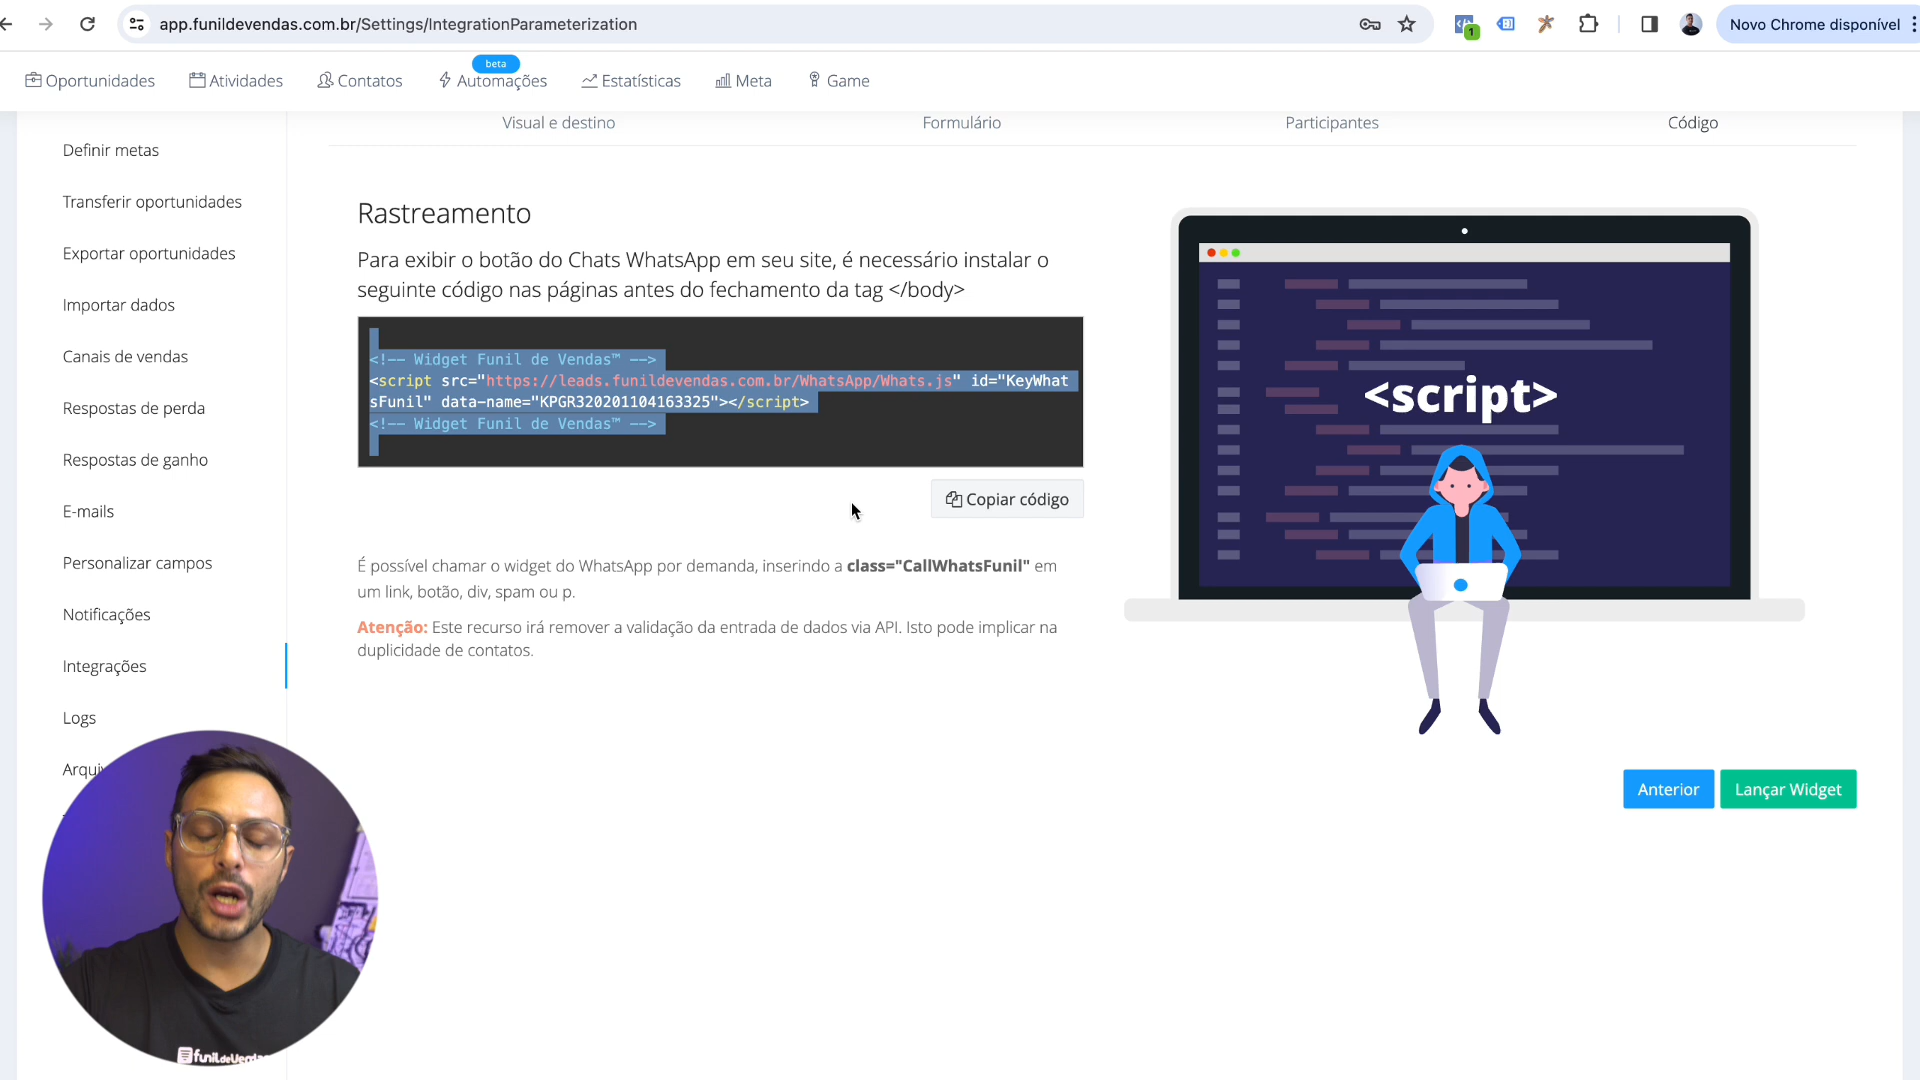 app.funildevendas.com.br/Settings/IntegrationParameterization
1
Novo Chrome disponível
beta
Oportunidades
Atividades
Contatos
Automações
Estatísticas
Meta
Game
Visual e destino
Formulário
Participantes
Código
Definir metas
Transferir oportunidades
Exportar oportunidades
Importar dados
Canais de vendas
Respostas de perda
Respostas de ganho
E-mails
Personalizar campos
Notificações
Integrações
Logs
Rastreamento
Para exibir o botão do Chats WhatsApp em seu site, é necessário instalar o
seguinte código nas páginas antes do fechamento da tag </body>
<!-- Widget Funil de Vendas™ -->
<script src="https://leads.funildevendas.com.br/WhatsApp/Whats.js" id="KeyWhat
sFunil" data-name="KPGR320201104163325"></script>
<!-- Widget Funil de Vendas™ -->
Copiar código
É possível chamar o widget do WhatsApp por demanda, inserindo a class="CallWhatsFunil" em
um link, botão, div, spam ou p.
Atenção: Este recurso irá remover a validação da entrada de dados via API. Isto pode implicar na
duplicidade de contatos.
<script>
Anterior
Lançar Widget
funildeVendas